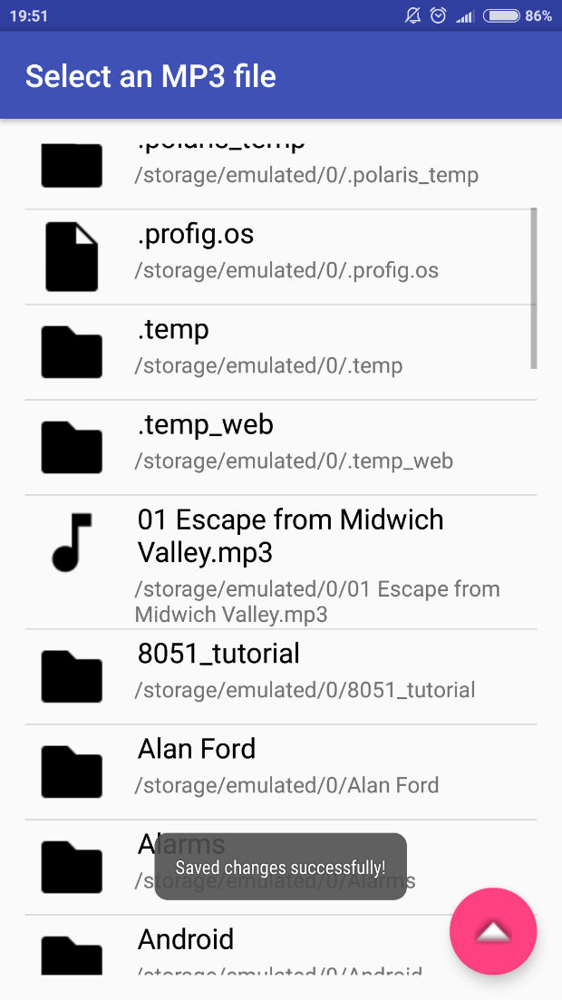 19:51
86%
Select an MP3 file
.polaris_temp
/storage/emulated/0/.polaris_temp
.profig.os
/storage/emulated/0/.profig.os
.temp
/storage/emulated/0/.temp
.temp_web
/storage/emulated/0/.temp_web
01 Escape from Midwich
Valley.mp3
/storage/emulated/0/01 Escape from
Midwich Valley.mp3
8051_tutorial
/storage/emulated/0/8051_tutorial
Alan Ford
/storage/emulated/0/Alan Ford
Alarms
Saved changes successfully!
/storage/emulated/0/Alarms
Android
/storage/emulated/0/Android